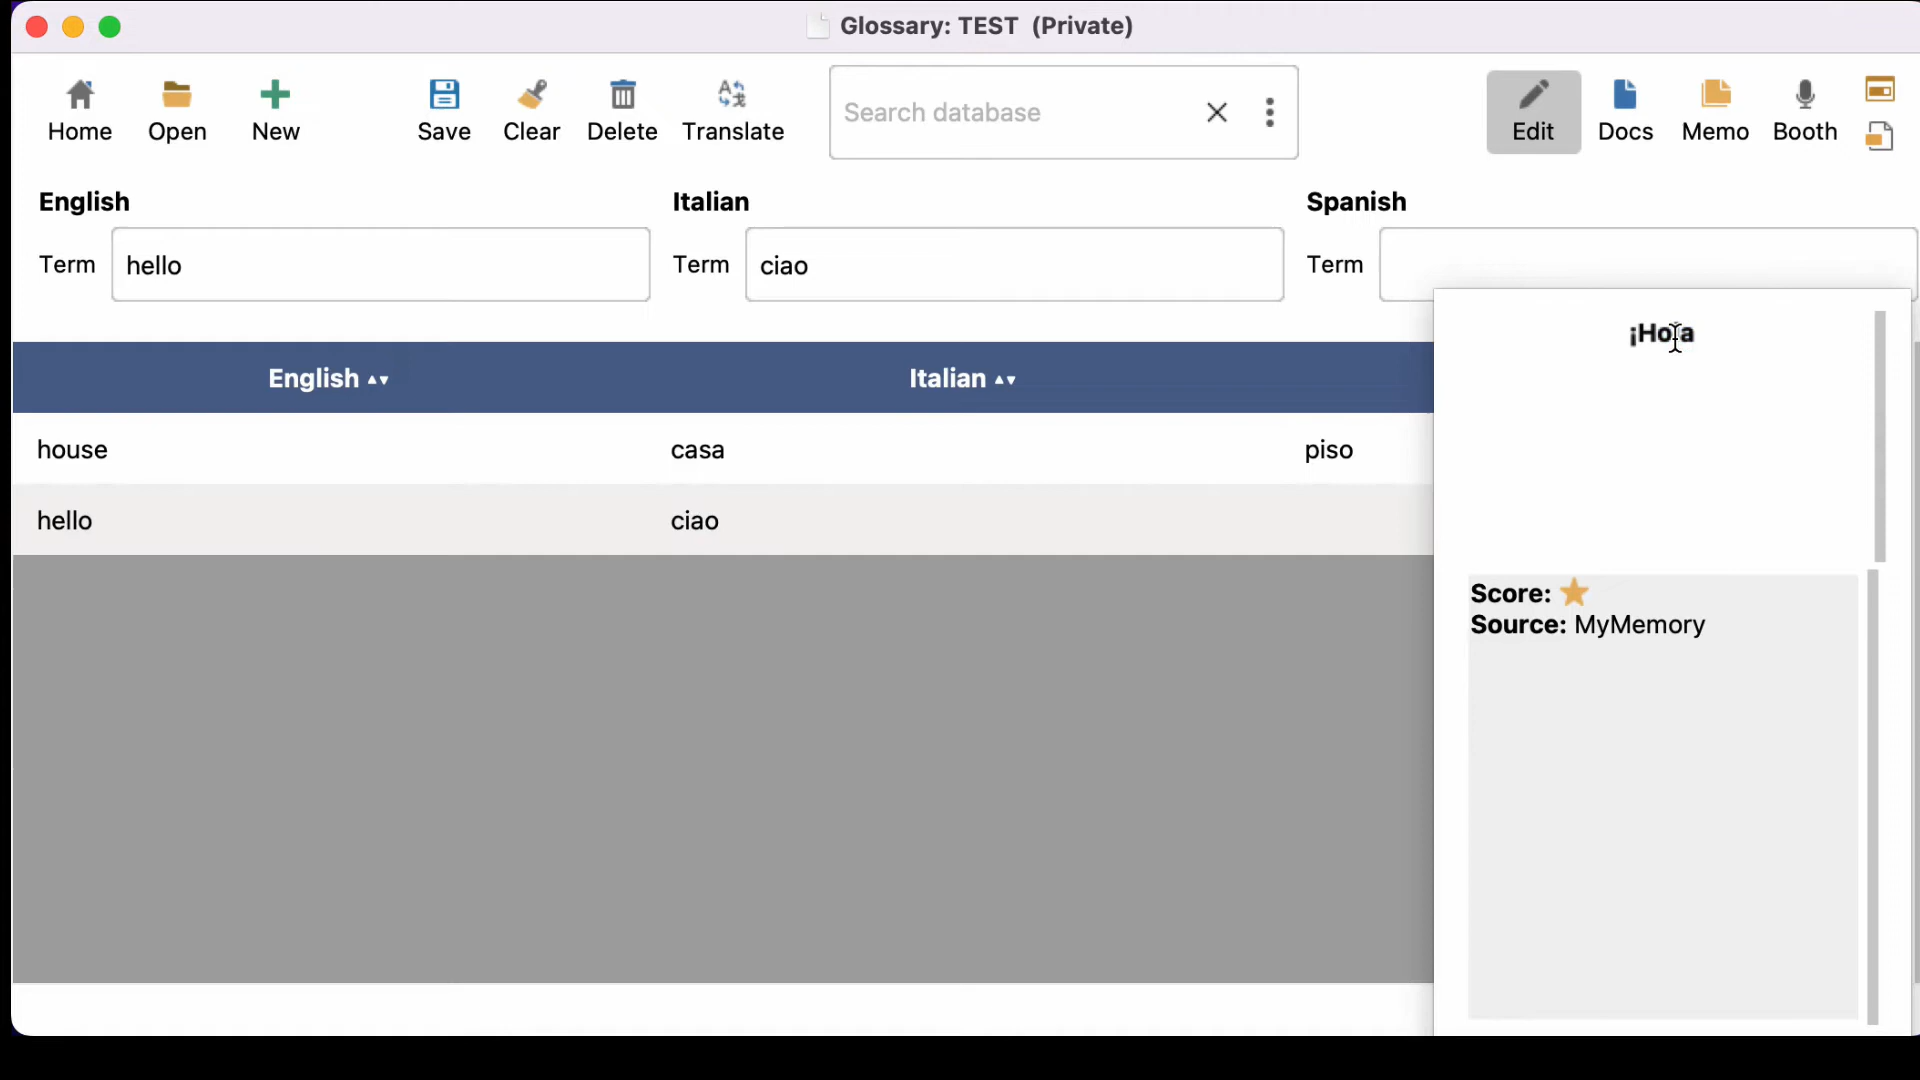 Glossary: TEST (Private)
Home Open New Save Clear Delete Translate Search database Edit Docs Memo Booth
English Italian Spanish
Term hello Term ciao Term
¡Hola
English Italian
house casa piso
hello ciao
Score:
Source: MyMemory